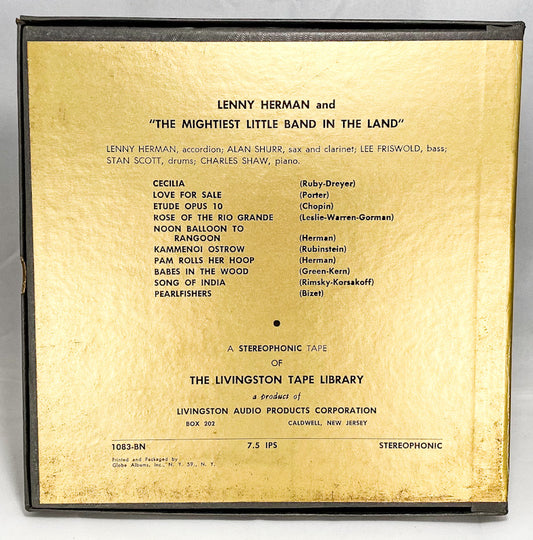 LENNY HERMAN and
"THE MIGHTIEST LITTLE BAND IN THE LAND"
LENNY HERMAN, accordion; ALAN SHURR, sax and clarinet; LEE FRISWOLD, bass;
STAN SCOTT, drums; CHARLES SHAW, piano.
CECILIA (Ruby-Dreyer)
LOVE FOR SALE (Porter)
ETUDE OPUS 10 (Chopin)
ROSE OF THE RIO GRANDE (Leslie-Warren-Gorman)
NOON BALLOON TO
RANGOON (Herman)
KAMMENOI OSTROW (Rubinstein)
PAM ROLLS HER HOOP (Herman)
BABES IN THE WOOD (Green-Kern)
SONG OF INDIA (Rimsky-Korsakoff)
PEARLFISHERS (Bizet)
A STEREOPHONIC TAPE
OF
THE LIVINGSTON TAPE LIBRARY
a product of
LIVINGSTON AUDIO PRODUCTS CORPORATION
BOX 202 CALDWELL, NEW JERSEY
1083-BN 7.5 IPS STEREOPHONIC
Printed and Packaged by
Globe Albums, Inc., N. Y. 59, N. Y.